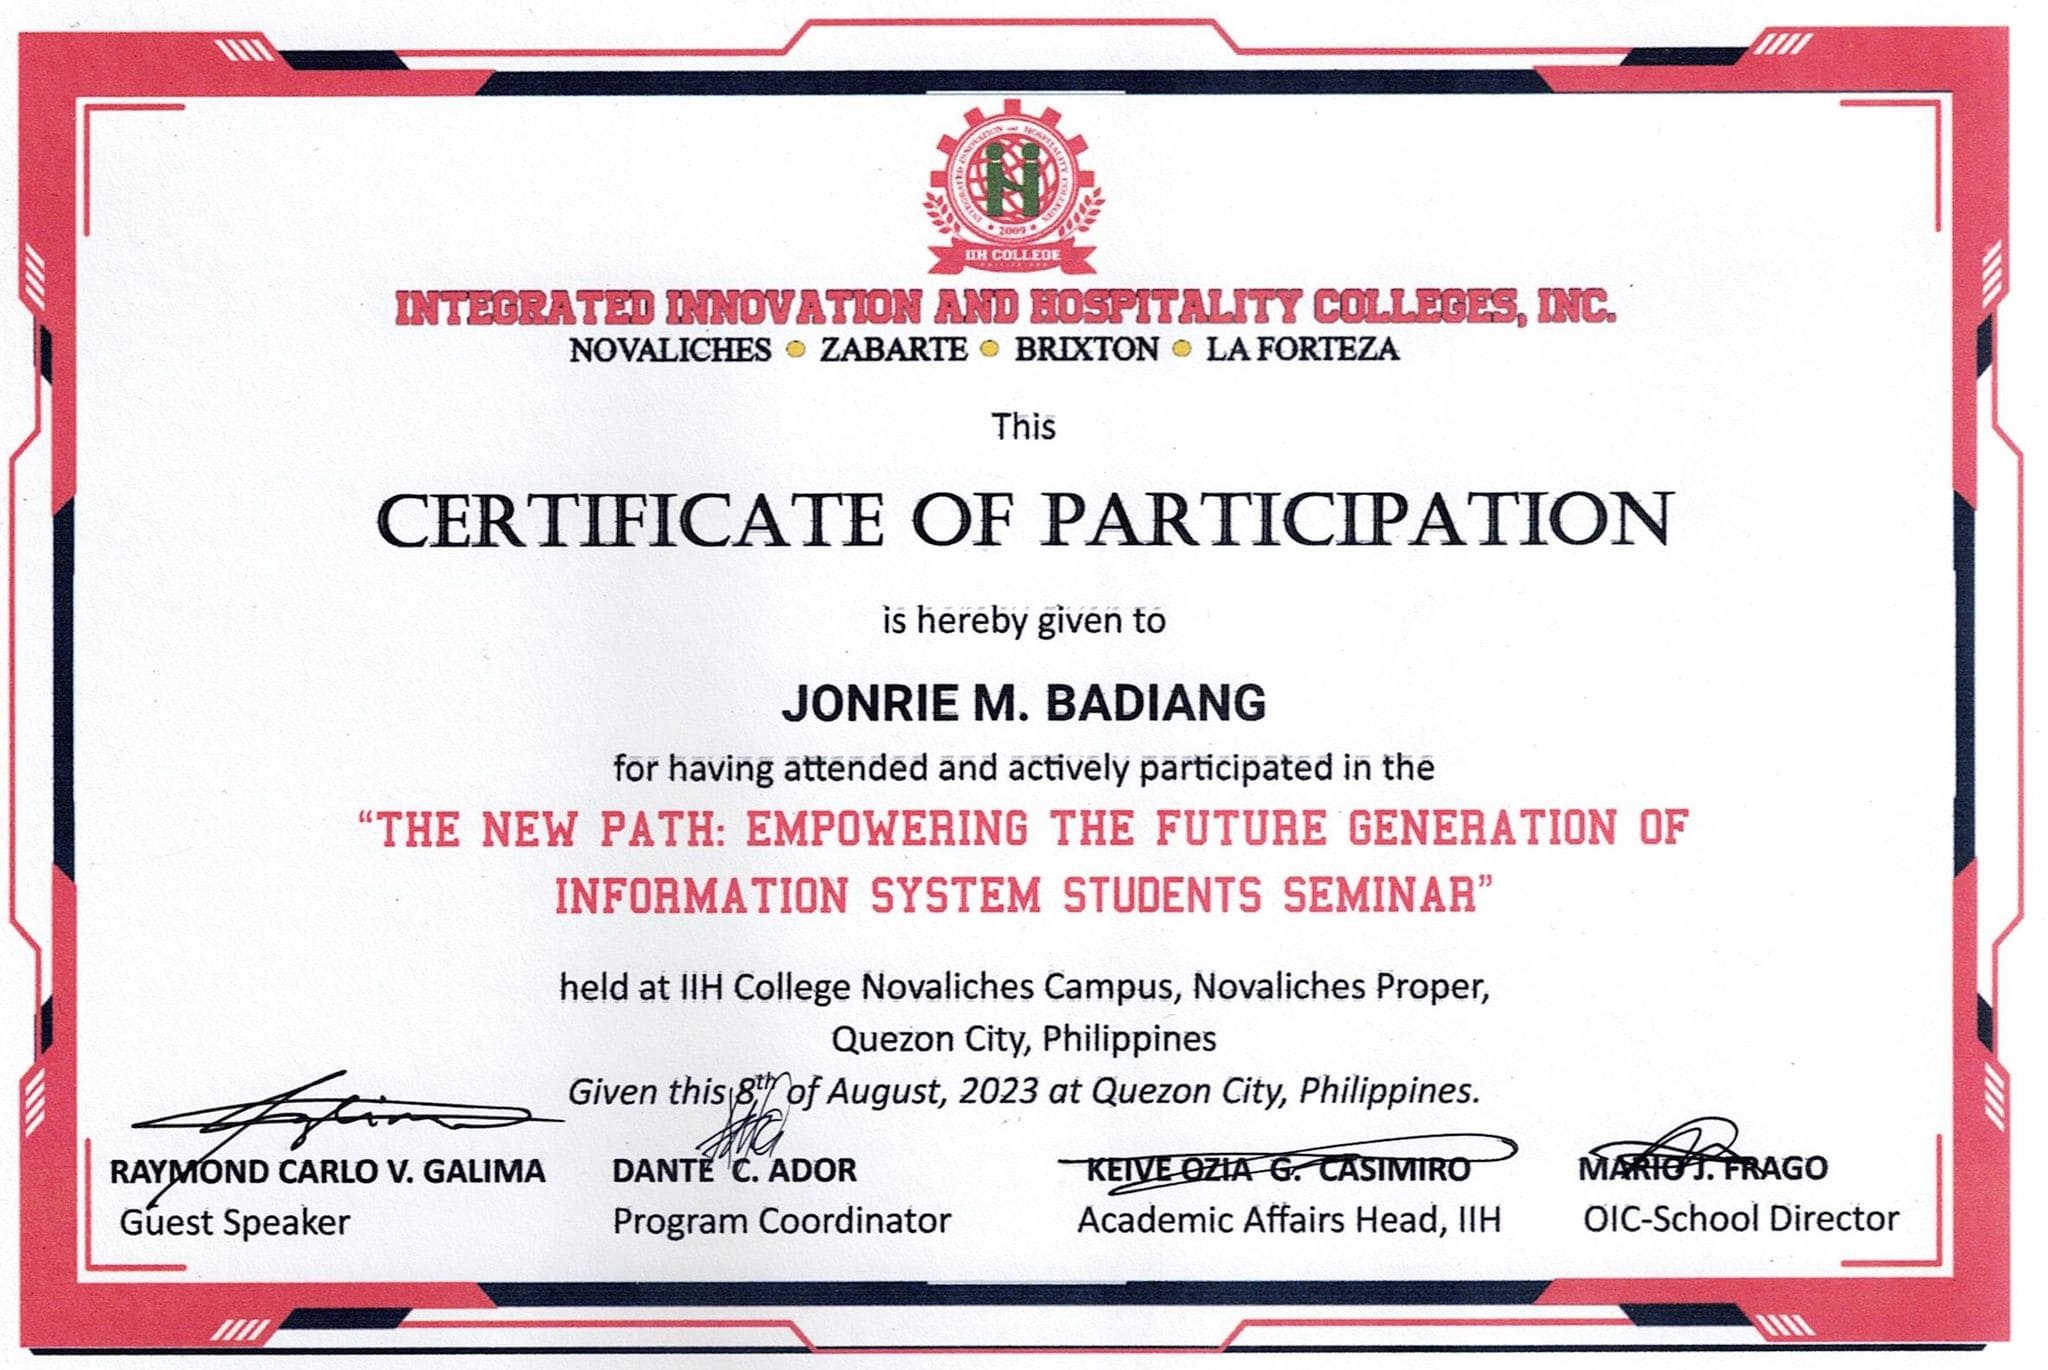 INTEGRATED INNOVATION AND HOSPITALITY COLLEGES
2009
IIH COLLEGE
INTEGRATED INNOVATION AND HOSPITALITY COLLEGES, INC.
NOVALICHES ● ZABARTE ● BRIXTON ● LA FORTEZA
This
CERTIFICATE OF PARTICIPATION
is hereby given to
JONRIE M. BADIANG
for having attended and actively participated in the
“THE NEW PATH: EMPOWERING THE FUTURE GENERATION OF
INFORMATION SYSTEM STUDENTS SEMINAR”
held at IIH College Novaliches Campus, Novaliches Proper,
Quezon City, Philippines
Given this 8th of August, 2023 at Quezon City, Philippines.
RAYMOND CARLO V. GALIMA DANTE C. ADOR KEIVE OZIA G. CASIMIRO MARIO J. FRAGO
Guest Speaker Program Coordinator Academic Affairs Head, IIH OIC-School Director